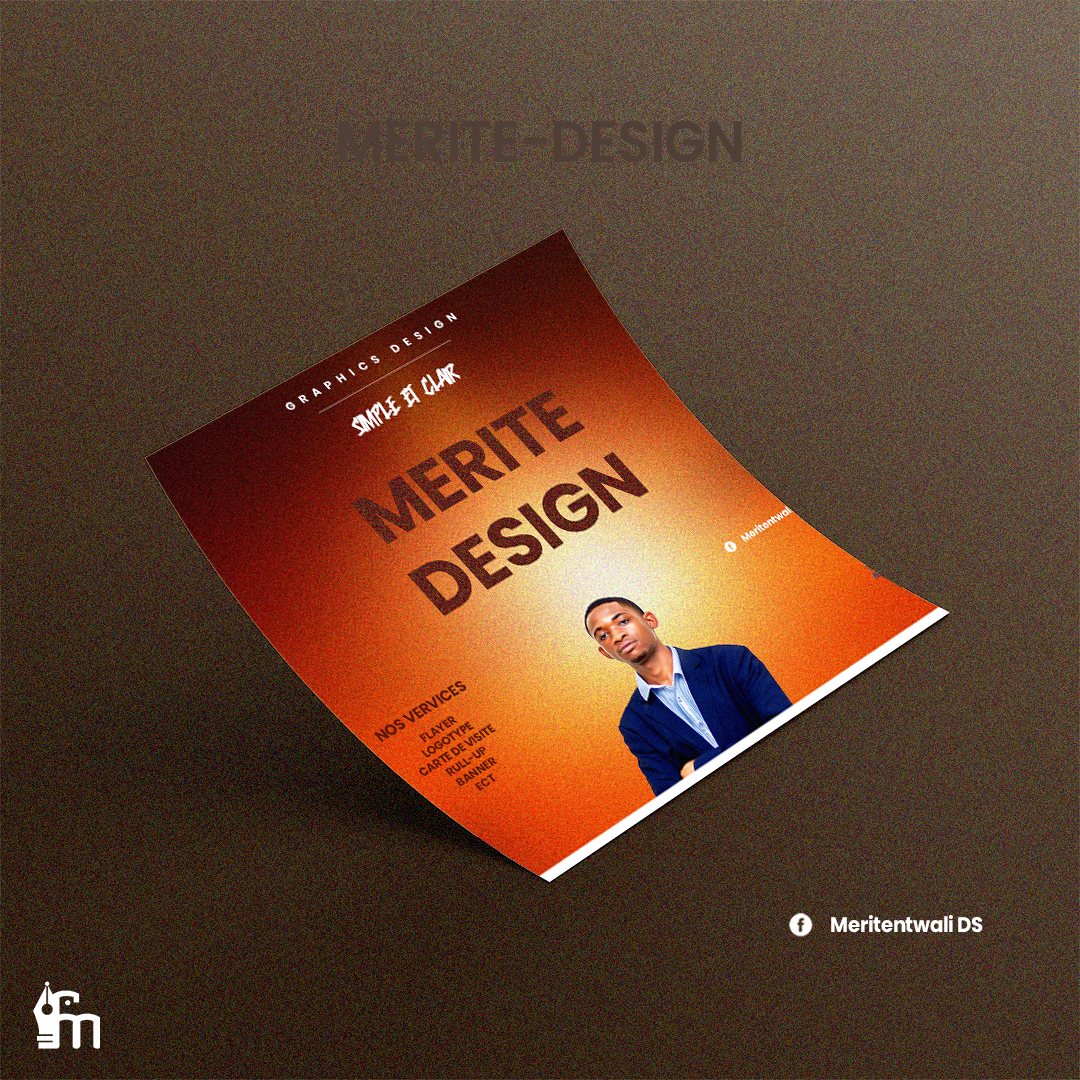 MERITE-DESIGN
GRAPHICS DESIGN
SIMPLE ET CLAIR
MERITE
DESIGN
Meritentwali
NOS VERVICES
FLAYER
LOGOTYPE
CARTE DE VISITE
RULL-UP
BANNER
ECT
Meritentwali DS
fm